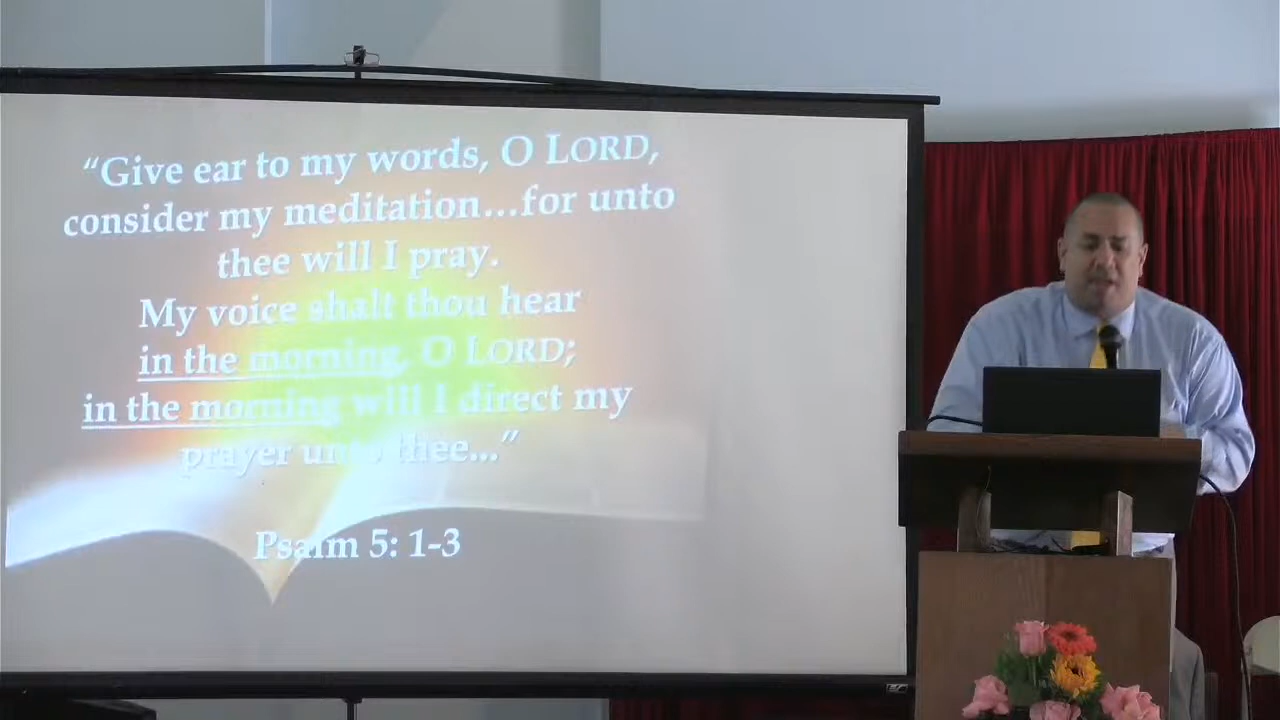 “Give ear to my words, O LORD,
consider my meditation...for unto
thee will I pray.
My voice shalt thou hear
in the morning, O LORD;
in the morning will I direct my
prayer unto thee...”
Psalm 5: 1-3